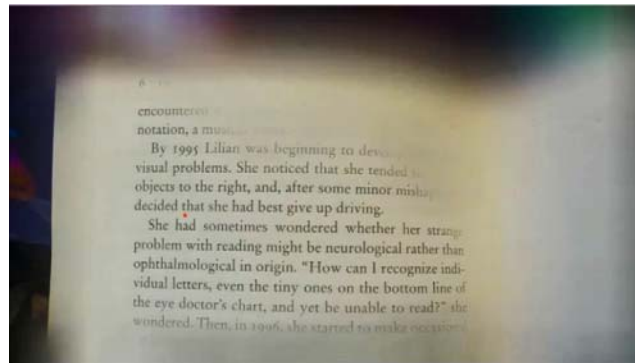 encountered
notation, a
By 1995 Lilian was beginning to
visual problems. She noticed that she tended
objects to the right, and, after some minor
decided that she had best give up driving.
She had sometimes wondered whether her strange
problem with reading might be neurological rather than
ophthalmological in origin. “How can I recognize indi-
vidual letters, even the tiny ones on the bottom line of
the eye doctor’s chart, and yet be unable to read?” she
wondered. Then, in 1996, she started to make occasional